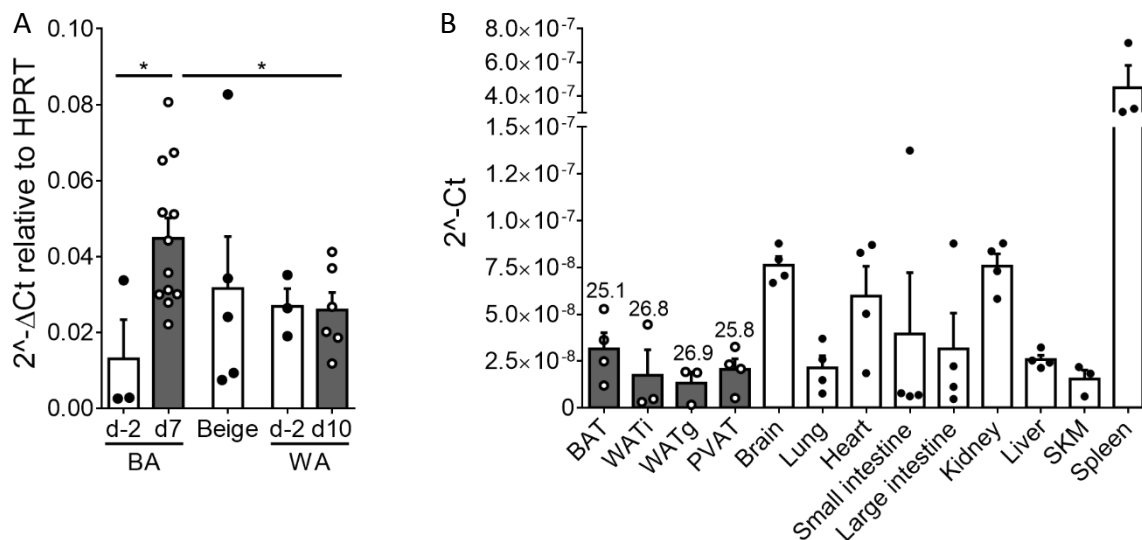 A
2^-ΔCt relative to HPRT
0.10
0.08
0.06
0.04
0.02
0.00
*
*
d-2
d7
Beige
d-2
d10
BA
WA
B
2^-Ct
8.0×10⁻⁷
6.0×10⁻⁷
4.0×10⁻⁷
1.5×10⁻⁷
1.2×10⁻⁷
1.0×10⁻⁷
7.5×10⁻⁸
5.0×10⁻⁸
2.5×10⁻⁸
0
25.1
26.8
26.9
25.8
BAT
WATi
WATg
PVAT
Brain
Lung
Heart
Small intestine
Large intestine
Kidney
Liver
SKM
Spleen